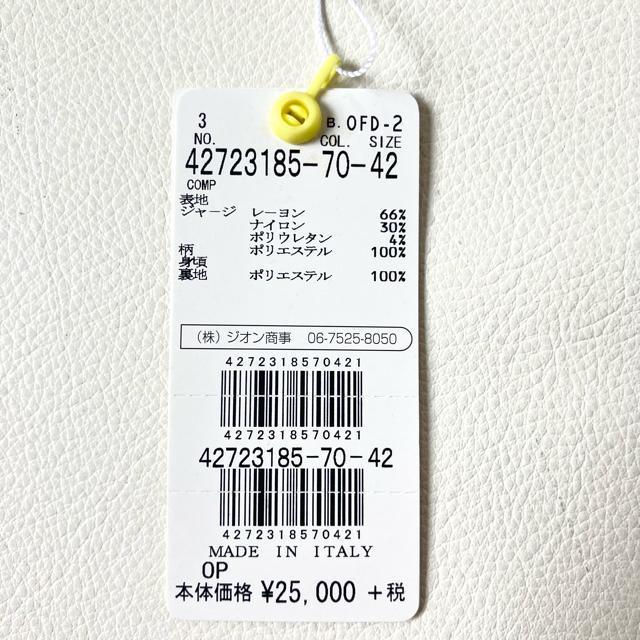 3 B. OFD-2
NO. COL. SIZE
42723185-70-42
COMP
表地
ジャージ レーヨン 66%
ナイロン 30%
ポリウレタン 4%
柄 ポリエステル 100%
身頃
裏地 ポリエステル 100%
(株) ジオン商事 06-7525-8050
4272318570421
4272318570421
42723185-70-42
4272318570421
MADE IN ITALY
OP
本体価格 ¥25,000 +税